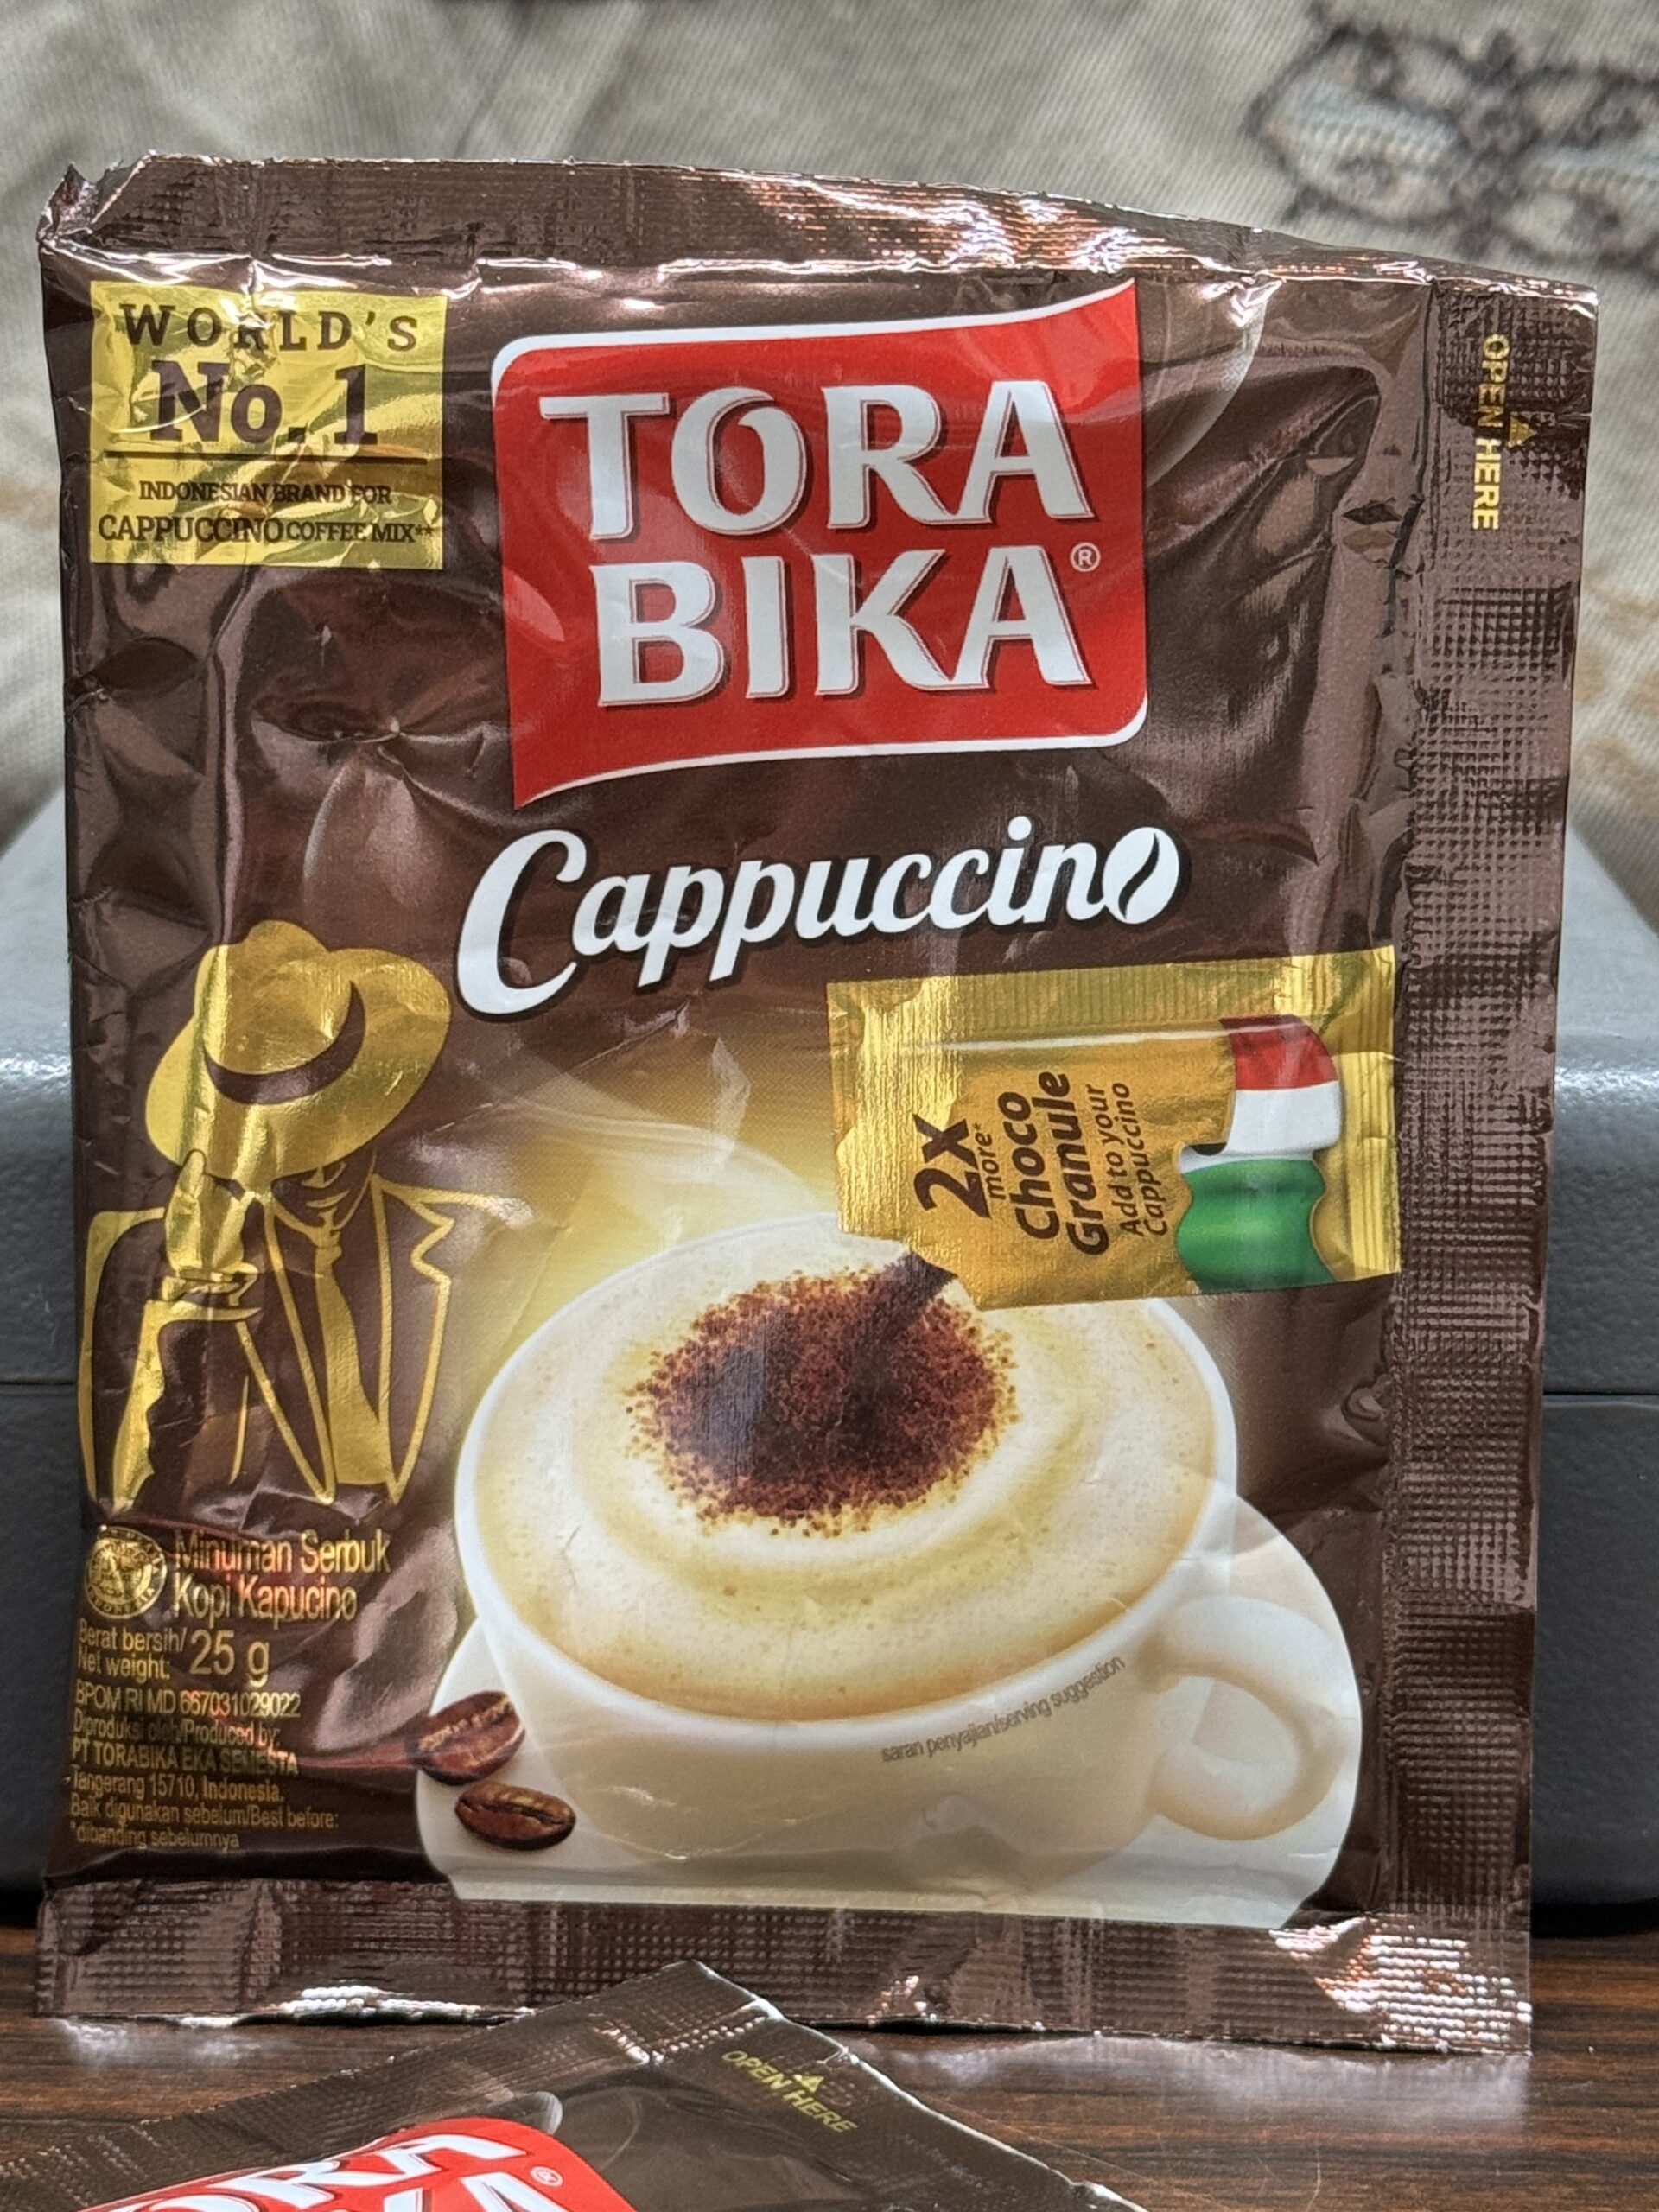 WORLD'S
No. 1
INDONESIAN BRAND FOR
CAPPUCCINO COFFEE MIX**
TORA
BIKA®
OPEN HERE
Cappuccino
2x
more*
Choco
Granule
Add to your
Cappuccino
Minuman Serbuk
Kopi Kapucino
Berat bersih/
Net weight: 25 g
BPOM RI MD 667031029022
Diproduksi oleh/Produced by:
PT TORABIKA EKA SEMESTA
Tangerang 15710, Indonesia.
Baik digunakan sebelum/Best before:
*dibanding sebelumnya
saran penyajian/serving suggestion
OPEN HERE